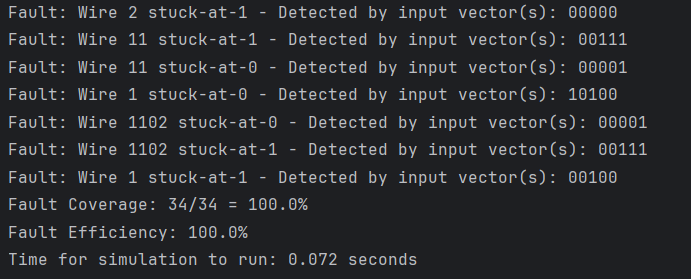 Fault: Wire 2 stuck-at-1 - Detected by input vector(s): 00000
Fault: Wire 11 stuck-at-1 - Detected by input vector(s): 00111
Fault: Wire 11 stuck-at-0 - Detected by input vector(s): 00001
Fault: Wire 1 stuck-at-0 - Detected by input vector(s): 10100
Fault: Wire 1102 stuck-at-0 - Detected by input vector(s): 00001
Fault: Wire 1102 stuck-at-1 - Detected by input vector(s): 00111
Fault: Wire 1 stuck-at-1 - Detected by input vector(s): 00100
Fault Coverage: 34/34 = 100.0%
Fault Efficiency: 100.0%
Time for simulation to run: 0.072 seconds